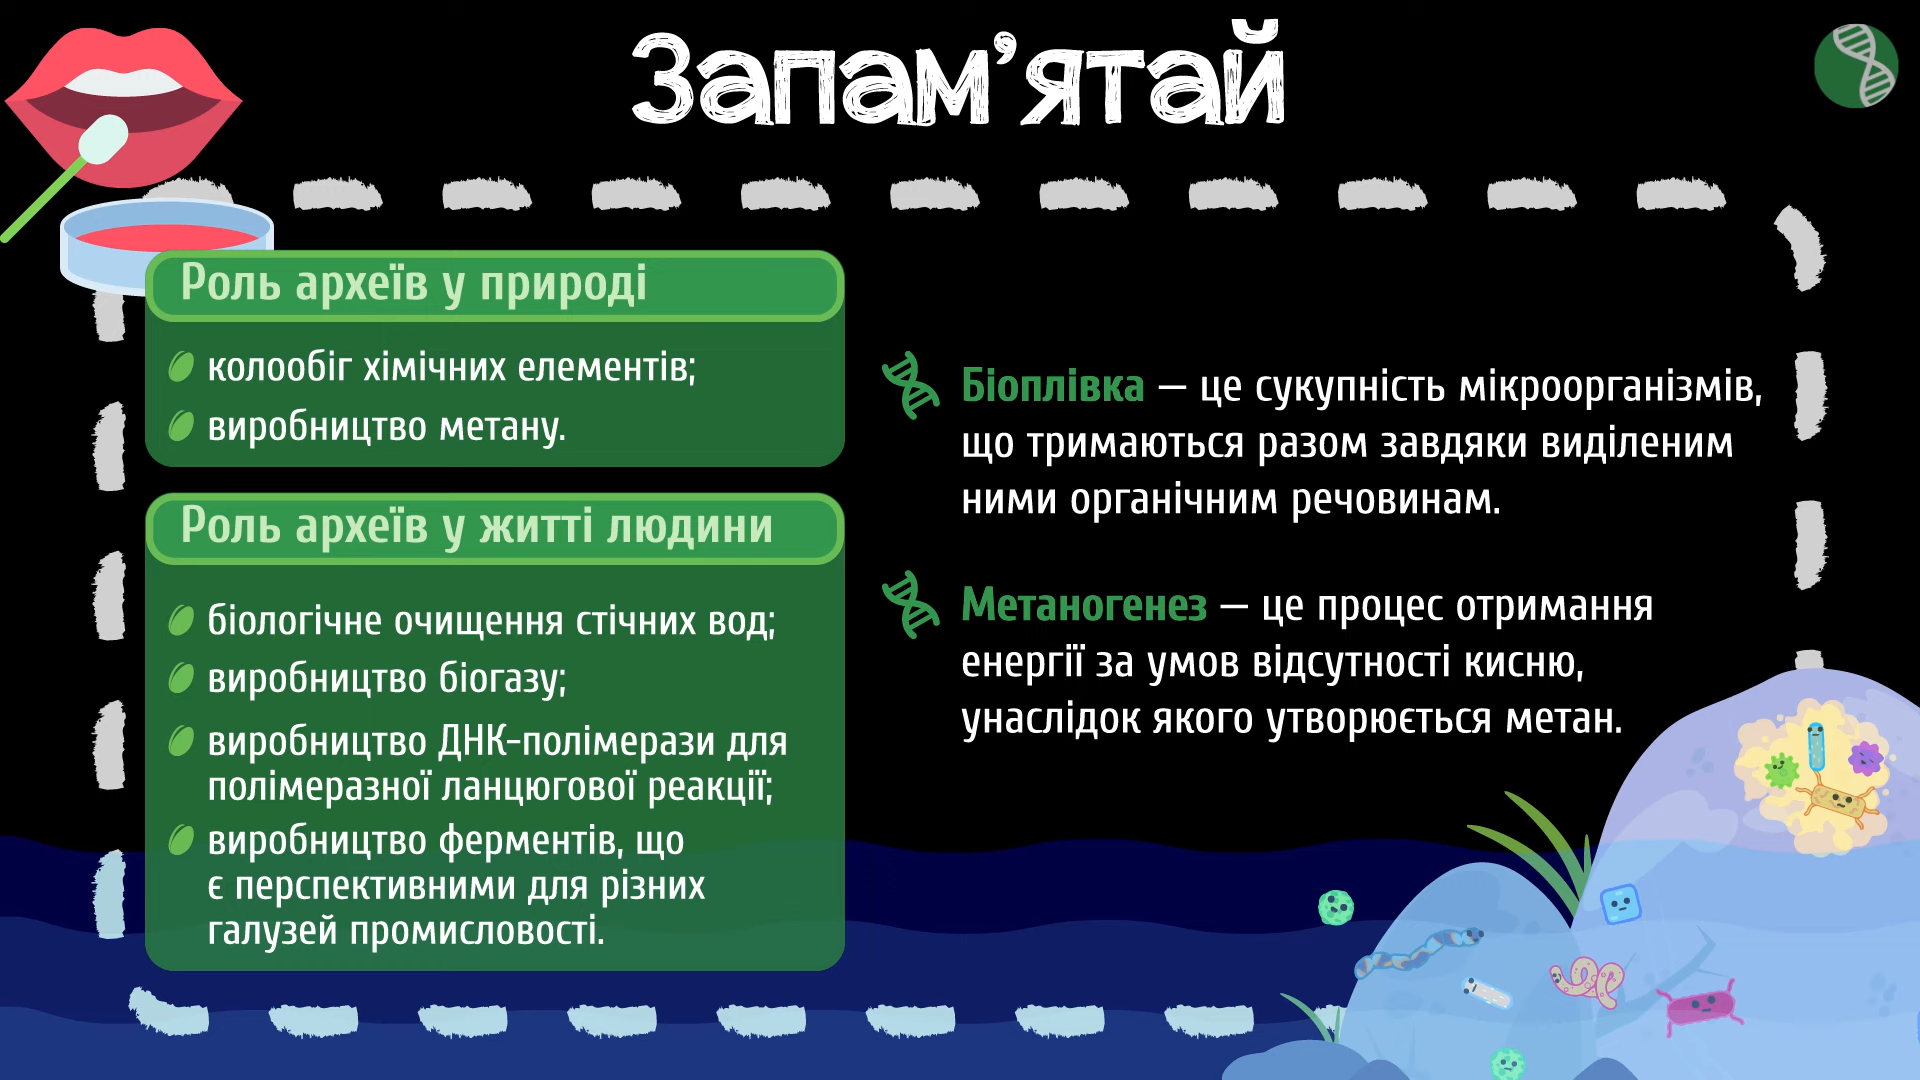 Запам’ятай
Роль археїв у природі
колообіг хімічних елементів;
виробництво метану.
Роль археїв у житті людини
біологічне очищення стічних вод;
виробництво біогазу;
виробництво ДНК-полімерази для
полімеразної ланцюгової реакції;
виробництво ферментів, що
є перспективними для різних
галузей промисловості.
Біоплівка — це сукупність мікроорганізмів,
що тримаються разом завдяки виділеним
ними органічним речовинам.
Метаногенез — це процес отримання
енергії за умов відсутності кисню,
унаслідок якого утворюється метан.